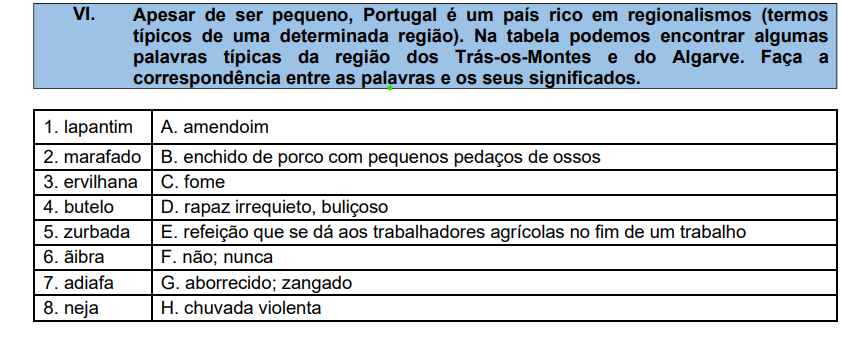 VI. Apesar de ser pequeno, Portugal é um país rico em regionalismos (termos
típicos de uma determinada região). Na tabela podemos encontrar algumas
palavras típicas da região dos Trás-os-Montes e do Algarve. Faça a
correspondência entre as palavras e os seus significados.
1. lapantim A. amendoim
2. marafado B. enchido de porco com pequenos pedaços de ossos
3. ervilhana C. fome
4. butelo D. rapaz irrequieto, buliçoso
5. zurbada E. refeição que se dá aos trabalhadores agrícolas no fim de um trabalho
6. ãibra F. não; nunca
7. adiafa G. aborrecido; zangado
8. neja H. chuvada violenta